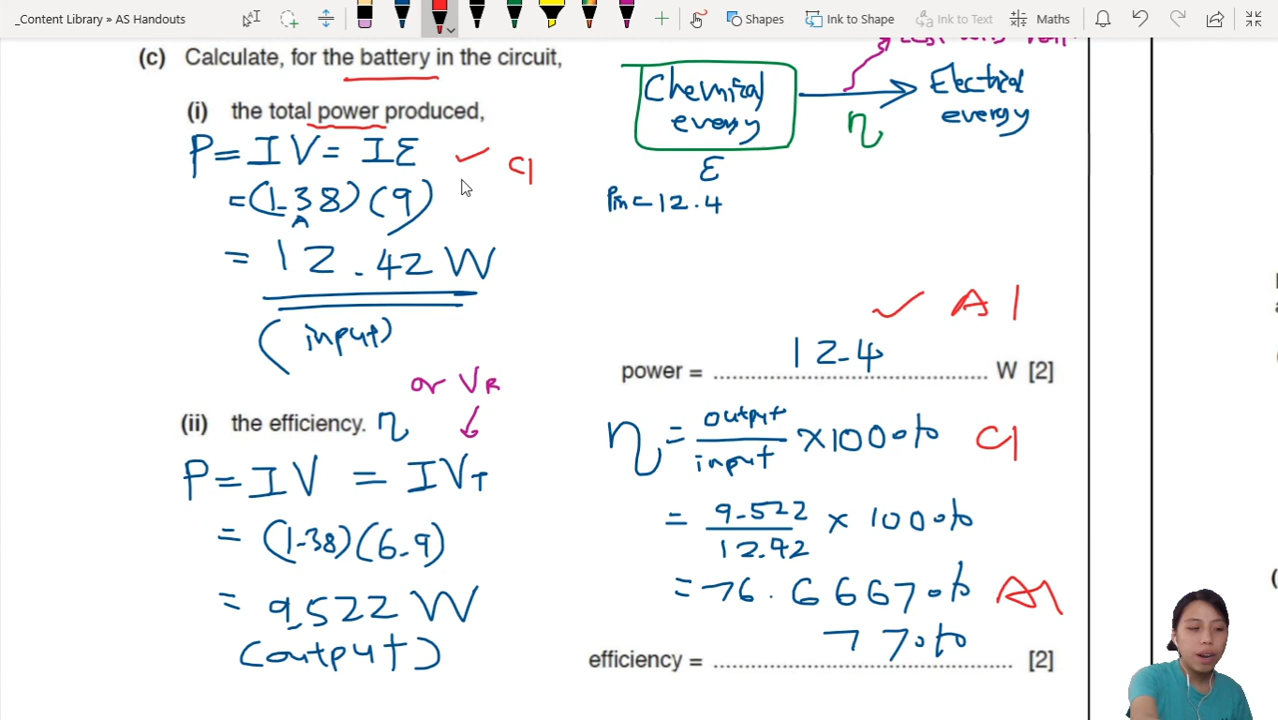 _Content Library » AS Handouts
Shapes
Ink to Shape
Ink to Text
Maths
(c) Calculate, for the battery in the circuit,
(i) the total power produced,
P = IV = IE ✓ C1
= (1.38)(9)
A
= 12.42 W
(input)
Chemical
energy
Electrical
energy
η
ε
Pin = 12.4
✓ A1
12.4
power = ........................ W [2]
or VR
(ii) the efficiency. η
P = IV = IVT
= (1.38)(6.9)
= 9.522 W
(output)
η = output/input × 100% C1
= 9.522/12.42 × 100%
= 76.6667% A1
77%
efficiency = ........................ [2]